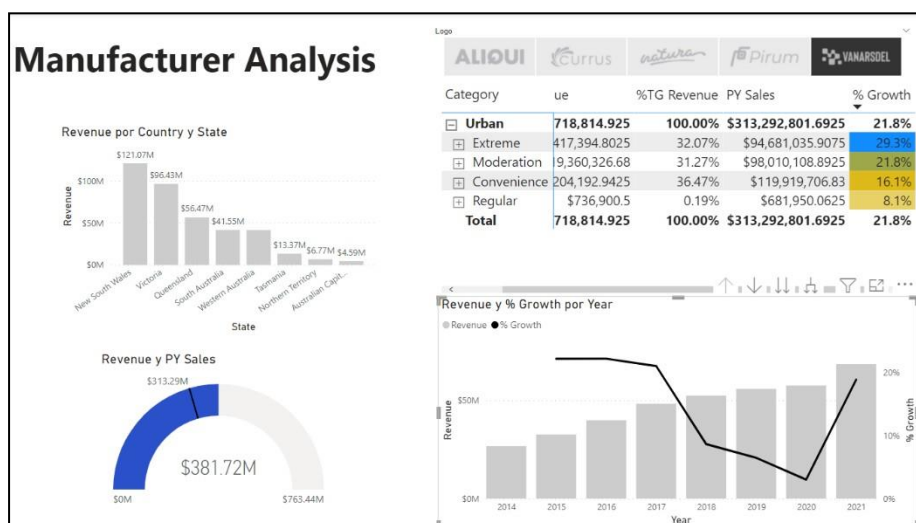 Manufacturer Analysis
Revenue por Country y State
$121.07M
$96.43M
$56.47M
$41.55M
$13.37M
$6.77M
$4.59M
$100M
$50M
$0M
Revenue
New South Wales
Victoria
Queensland
South Australia
Western Australia
Tasmania
Northern Territory
Australian Capit...
State
Revenue y PY Sales
$313.29M
$381.72M
$0M
$763.44M
Logo
ALIQUI Currus natura Pirum VANARSDEL
Category ue %TG Revenue PY Sales % Growth
Urban 718,814.925 100.00% $313,292,801.6925 21.8%
Extreme 417,394.8025 32.07% $94,681,035.9075 29.3%
Moderation 9,360,326.68 31.27% $98,010,108.8925 21.8%
Convenience 204,192.9425 36.47% $119,919,706.83 16.1%
Regular $736,900.5 0.19% $681,950.0625 8.1%
Total 718,814.925 100.00% $313,292,801.6925 21.8%
Revenue y % Growth por Year
Revenue % Growth
$50M
$0M
Revenue
20%
10%
0%
% Growth
2014 2015 2016 2017 2018 2019 2020 2021
Year